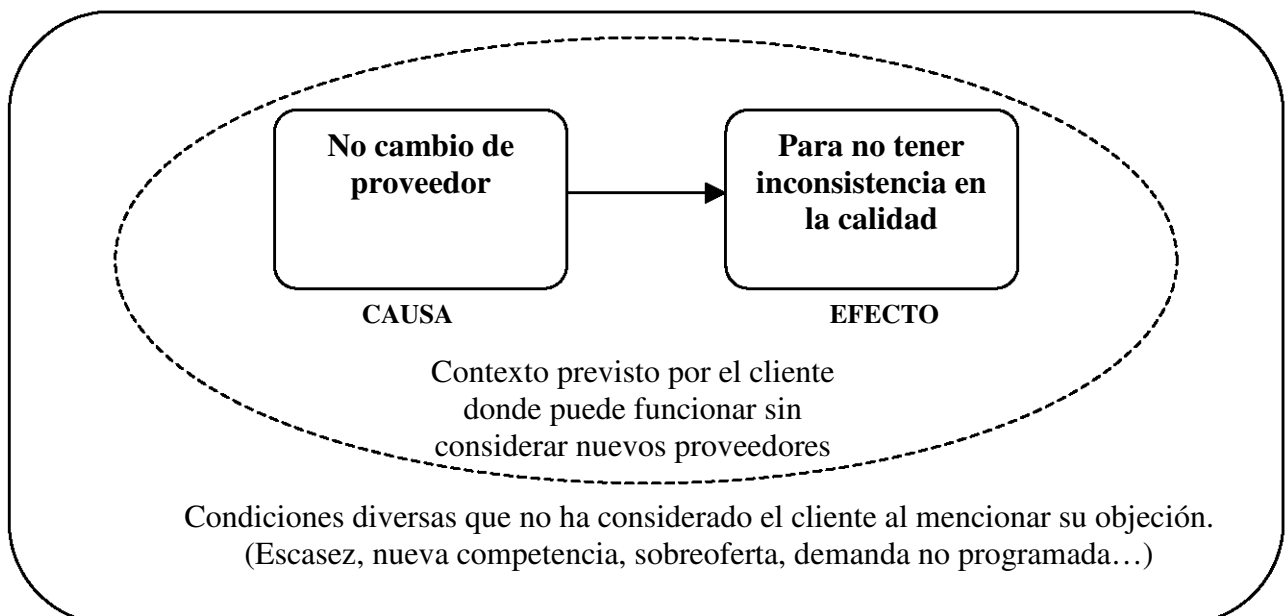 No cambio de
proveedor
Para no tener
inconsistencia en
la calidad
CAUSA
EFECTO
Contexto previsto por el cliente
donde puede funcionar sin
considerar nuevos proveedores
Condiciones diversas que no ha considerado el cliente al mencionar su objeción.
(Escasez, nueva competencia, sobreoferta, demanda no programada…)